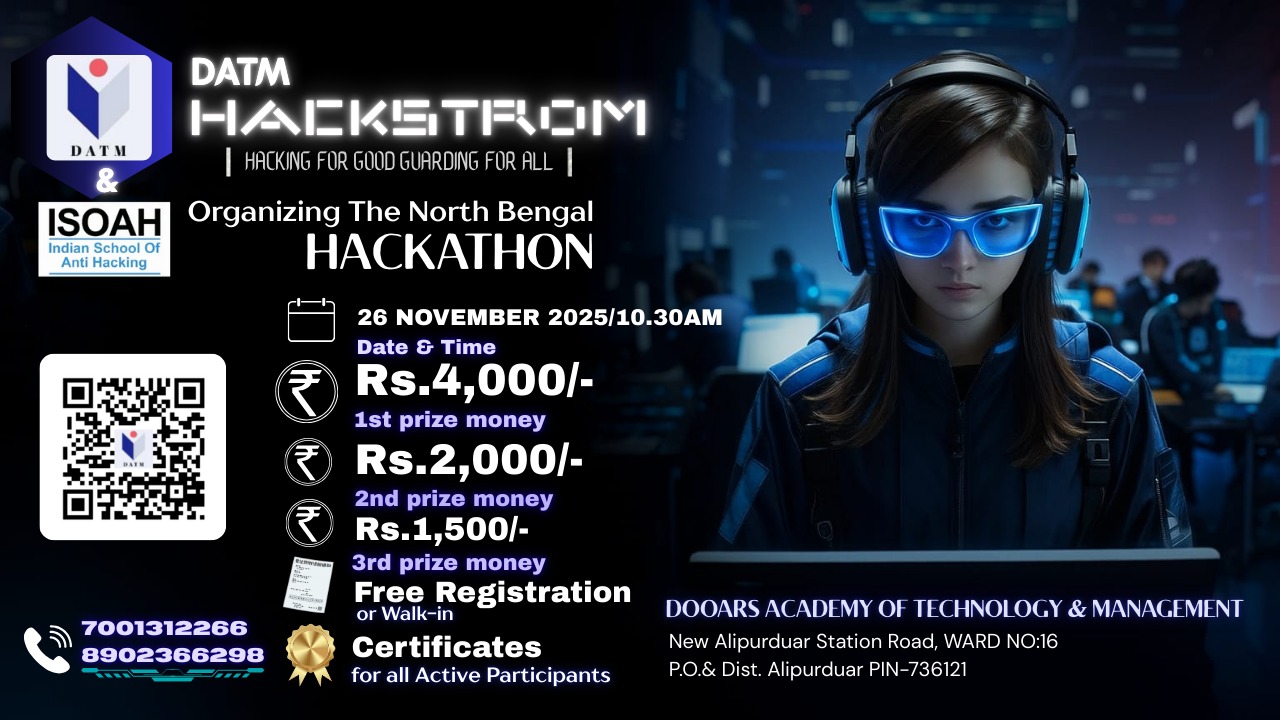 DATM
&
ISOAH
Indian School Of
Anti Hacking
DATM
HACKSTROM
| HACKING FOR GOOD GUARDING FOR ALL |
Organizing The North Bengal
HACKATHON
26 NOVEMBER 2025/10.30AM
Date & Time
Rs.4,000/-
1st prize money
Rs.2,000/-
2nd prize money
Rs.1,500/-
3rd prize money
Free Registration
or Walk-in
Certificates
for all Active Participants
DATM
7001312266
8902366298
DOOARS ACADEMY OF TECHNOLOGY & MANAGEMENT
New Alipurduar Station Road, WARD NO:16
P.O.& Dist. Alipurduar PIN-736121